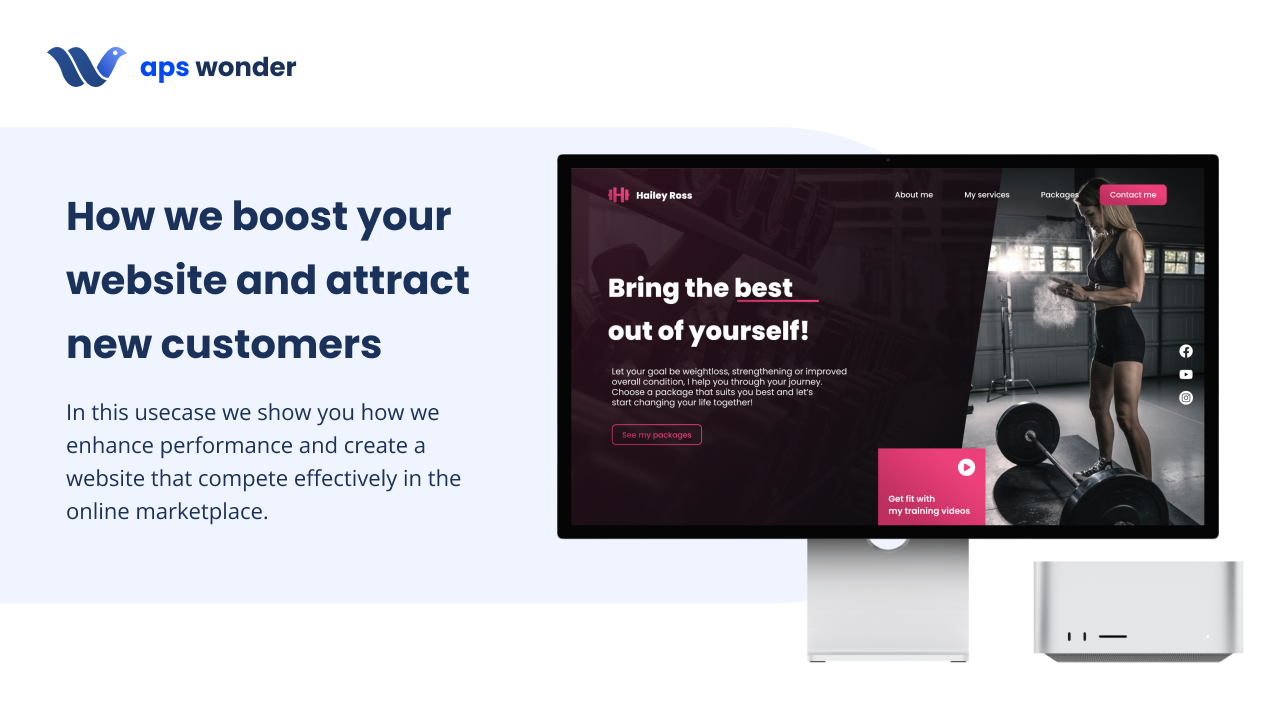 aps wonder
How we boost your
website and attract
new customers
In this usecase we show you how we
enhance performance and create a
website that compete effectively in the
online marketplace.
Hailey Ross
About me
My services
Packages
Contact me
Bring the best
out of yourself!
Let your goal be weightloss, strengthening or improved
overall condition, I help you through your journey.
Choose a package that suits you best and let's
start changing your life together!
See my packages
Get fit with
my training videos